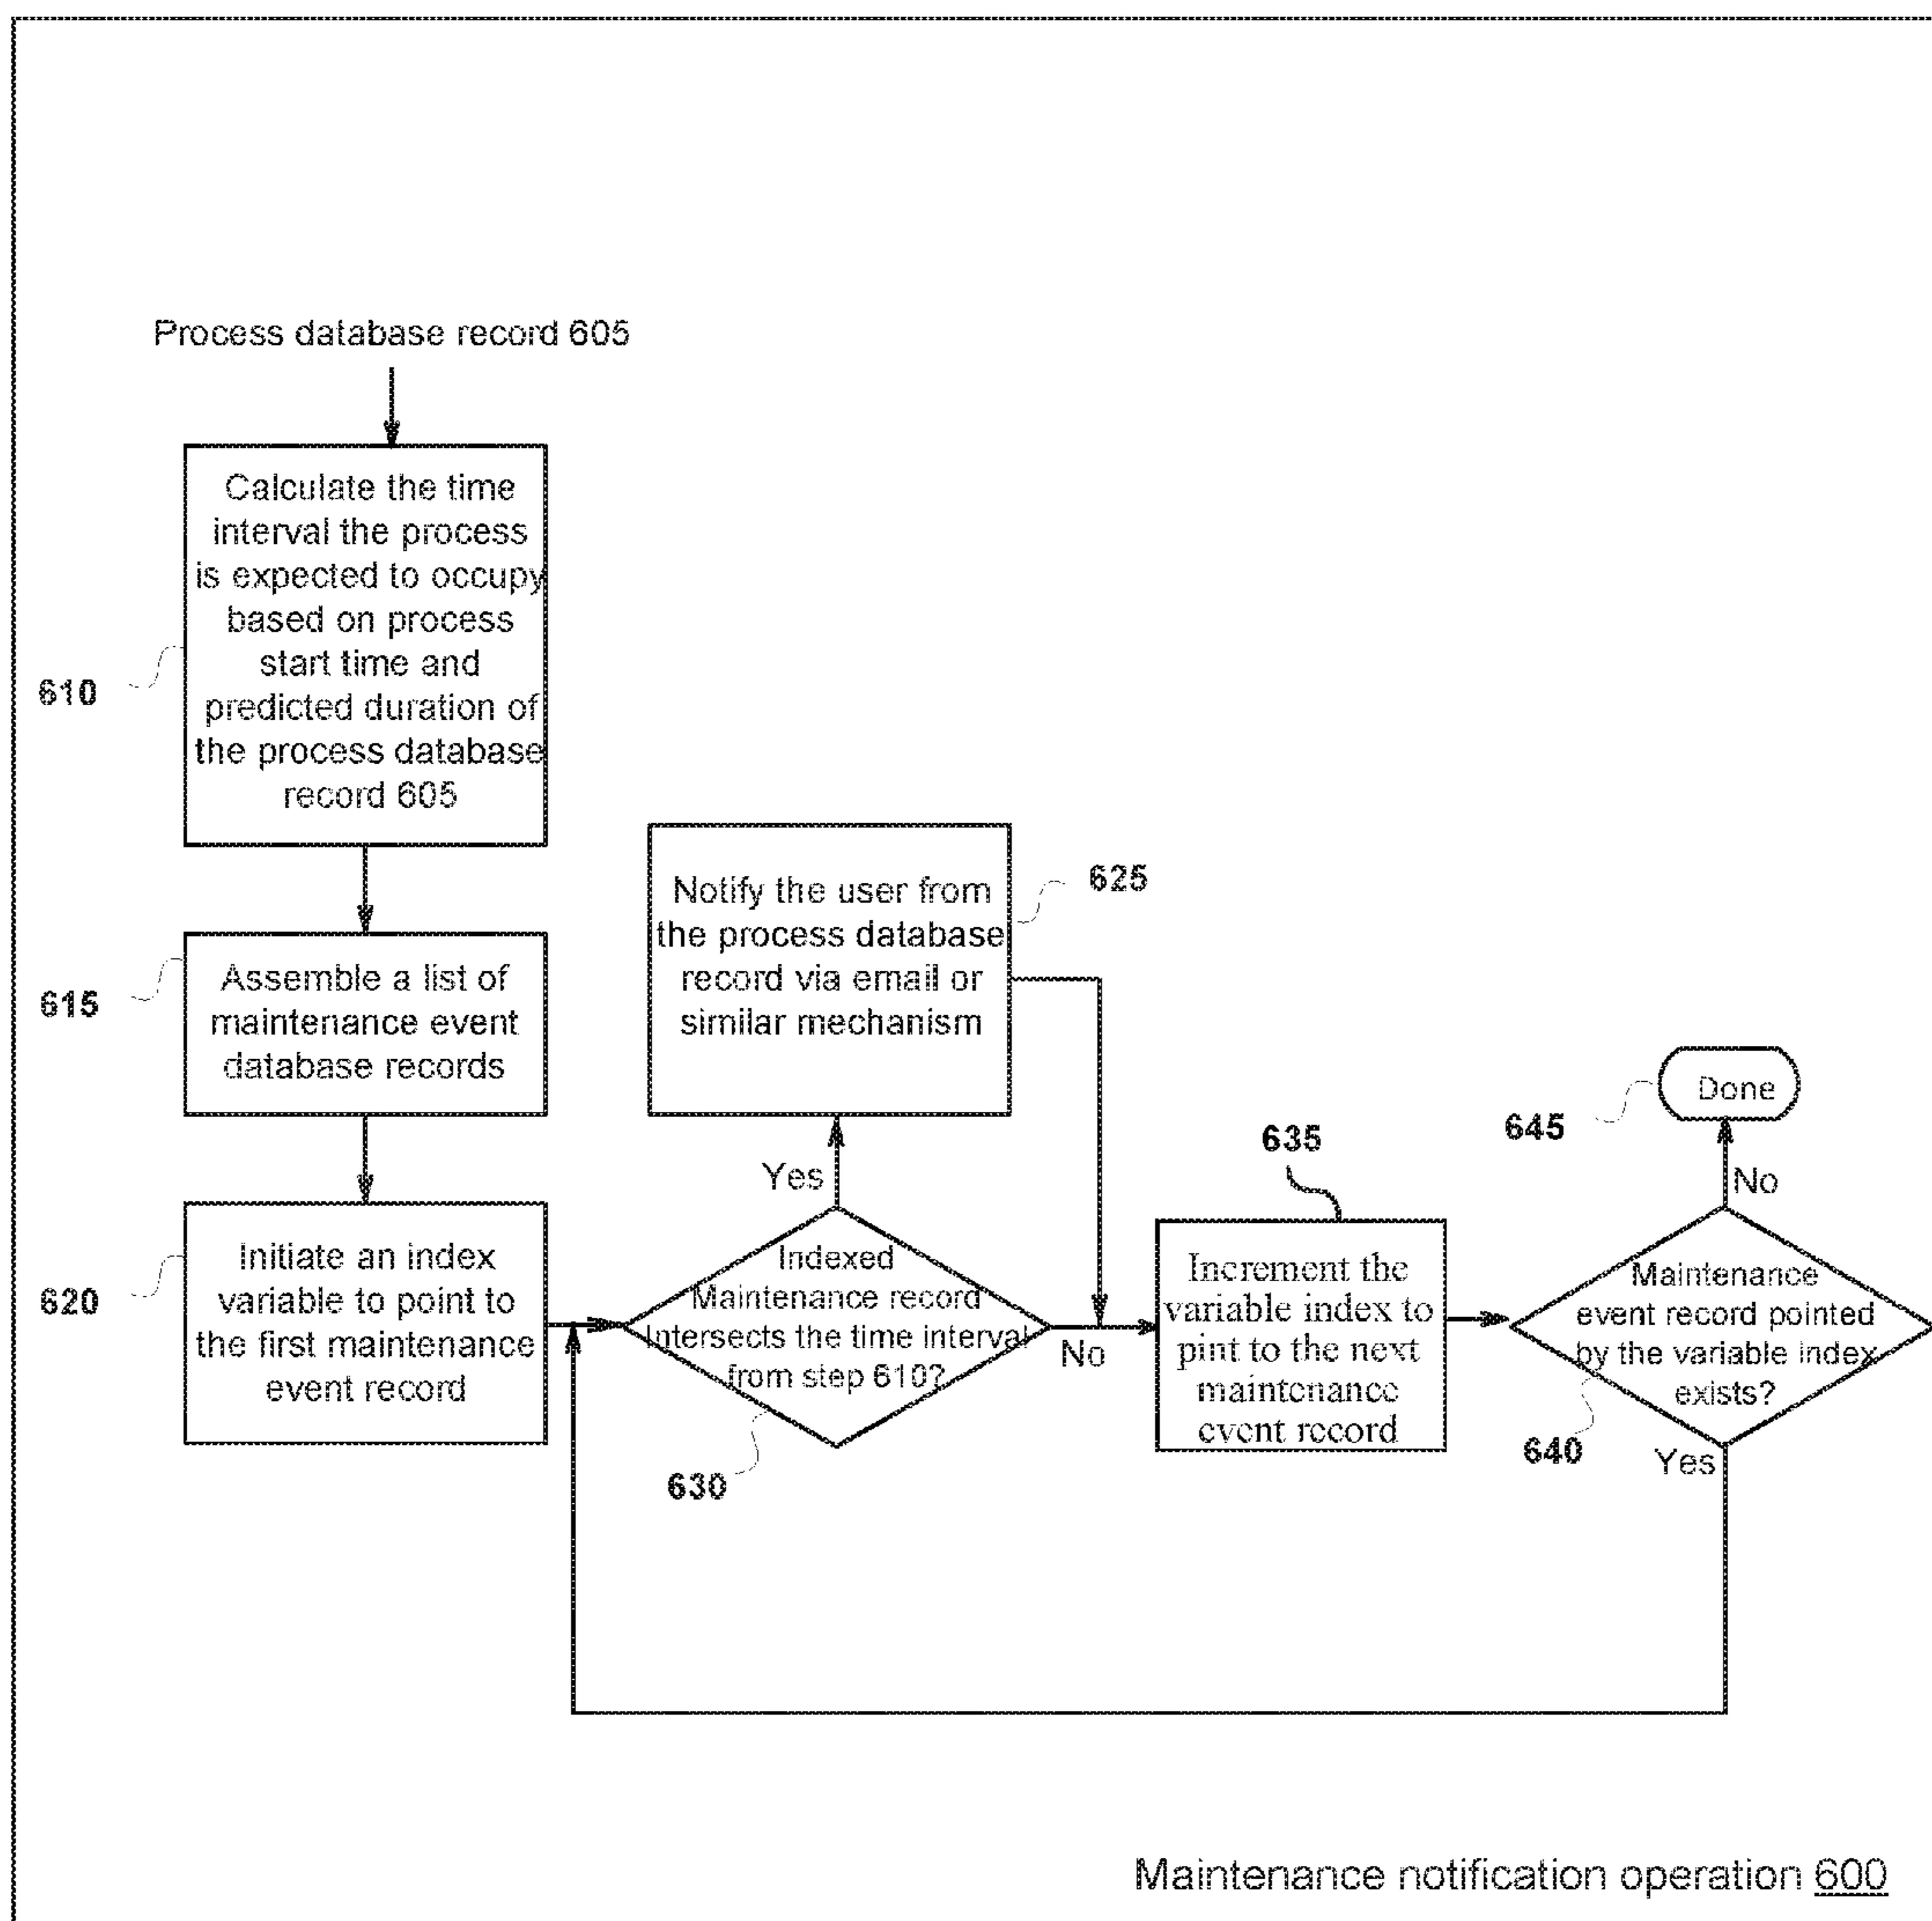 Process database record 605
Calculate the time
interval the process
is expected to occupy
based on process
start time and
predicted duration of
the process database
record 605
610
Assemble a list of
maintenance event
database records
615
Initiate an index
variable to point to
the first maintenance
event record
620
Notify the user from
the process database
record via email or
similar mechanism
625
Yes
Indexed
Maintenance record
Intersects the time interval
from step 610?
No
630
635
Increment the
variable index to
pint to the next
maintenance
event record
Maintenance
event record pointed
by the variable index
exists?
640
Yes
No
Done
645
Maintenance notification operation 600